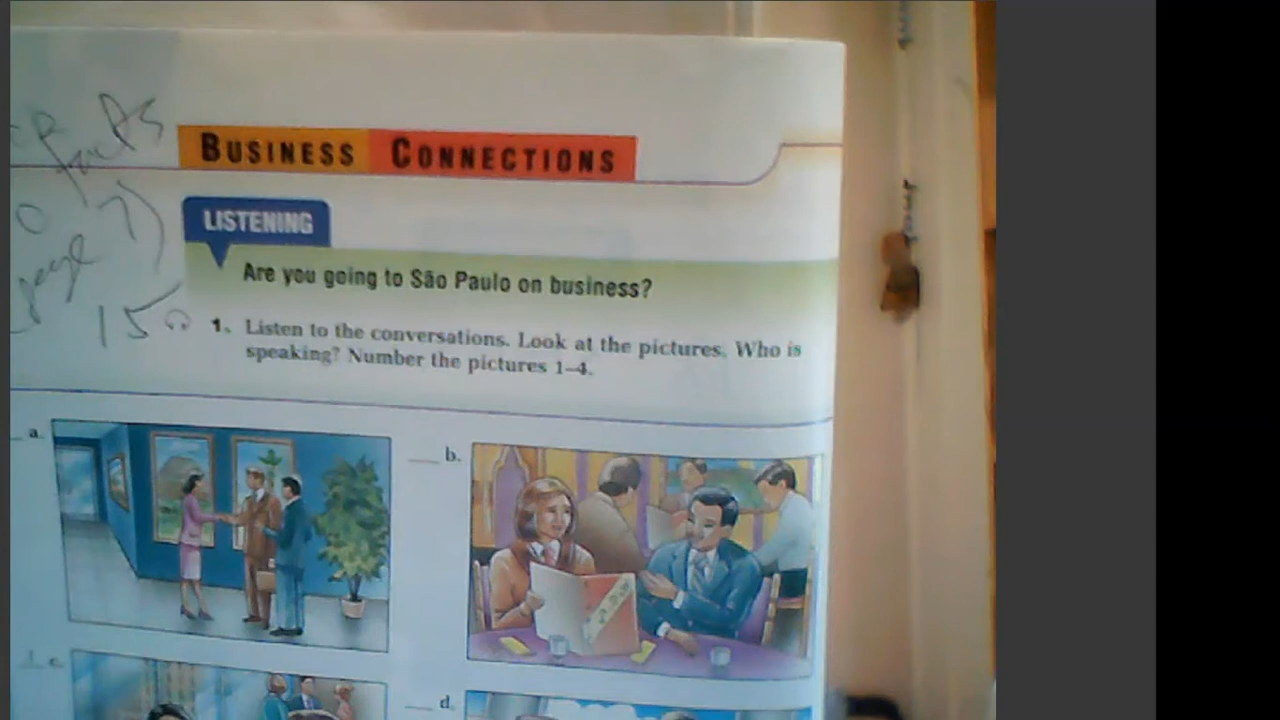 BUSINESS CONNECTIONS
LISTENING
Are you going to São Paulo on business?
1. Listen to the conversations. Look at the pictures. Who is
speaking? Number the pictures 1–4.
a.
b.
c.
d.
15